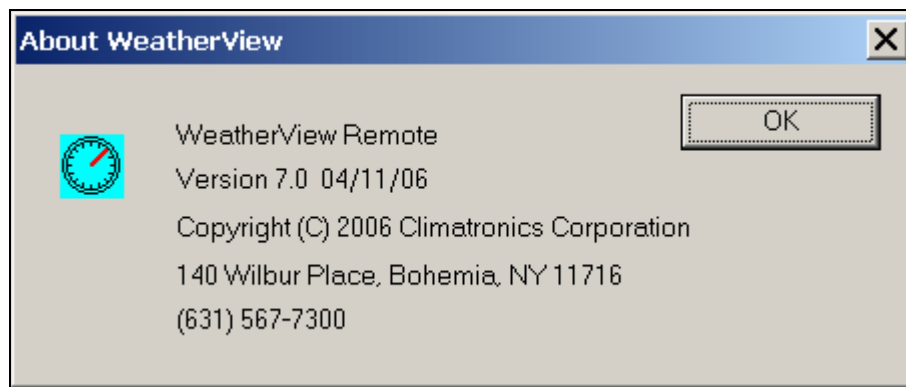 About WeatherView
OK
WeatherView Remote
Version 7.0 04/11/06
Copyright (C) 2006 Climatronics Corporation
140 Wilbur Place, Bohemia, NY 11716
(631) 567-7300